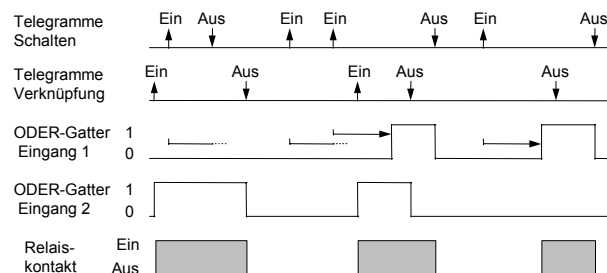 Telegramme
Schalten
Ein Aus Ein Ein Aus Ein Aus
Telegramme
Verknüpfung
Ein Aus Ein Aus Aus
ODER-Gatter 1
Eingang 1 0
ODER-Gatter 1
Eingang 2 0
Relais- Ein
kontakt Aus